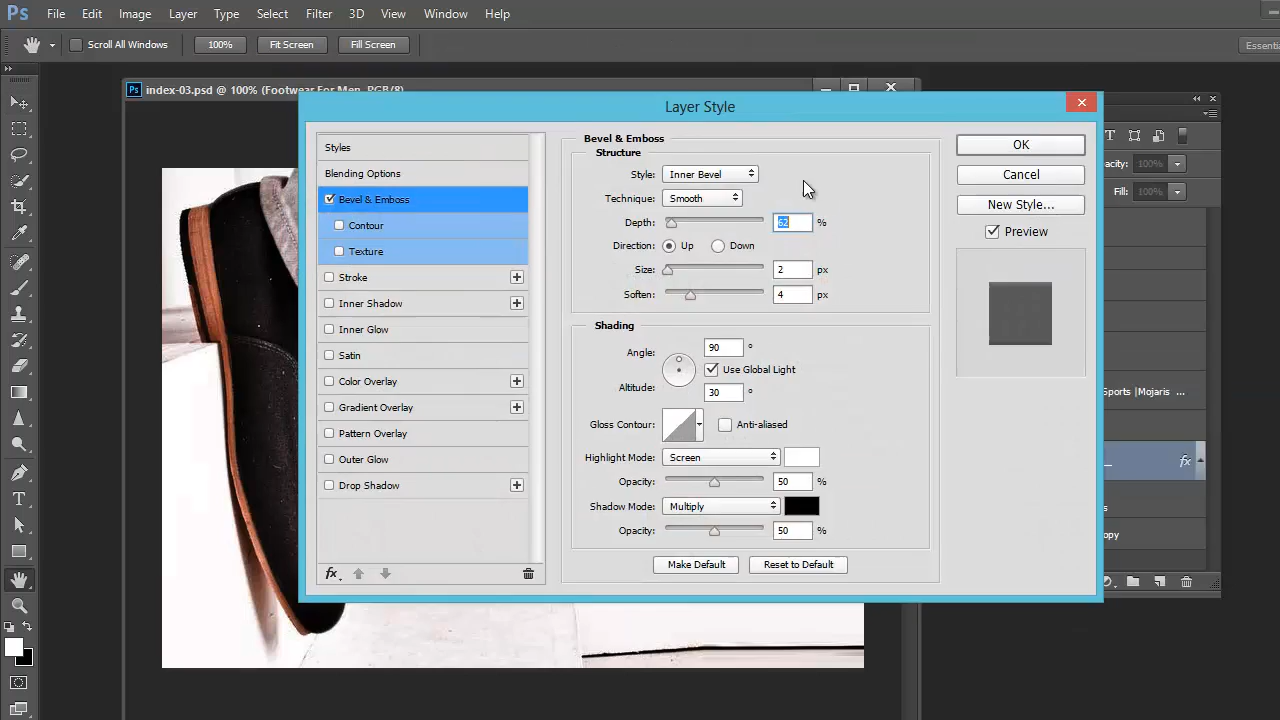 Ps File Edit Image Layer Type Select Filter 3D View Window Help
Scroll All Windows 100% Fit Screen Fill Screen
Ps index-03.psd @ 100% (Footwear For Men, RGB/8)
Layer Style
Styles
Blending Options
Bevel & Emboss
Contour
Texture
Stroke
Inner Shadow
Inner Glow
Satin
Color Overlay
Gradient Overlay
Pattern Overlay
Outer Glow
Drop Shadow
fx
Bevel & Emboss
Structure
Style: Inner Bevel
Technique: Smooth
Depth: 62 %
Direction: Up Down
Size: 2 px
Soften: 4 px
Shading
Angle: 90 °
Use Global Light
Altitude: 30 °
Gloss Contour: Anti-aliased
Highlight Mode: Screen
Opacity: 50 %
Shadow Mode: Multiply
Opacity: 50 %
Make Default Reset to Default
OK
Cancel
New Style...
Preview
T
100%
Fill: 100%
Sports |Mojaris ...
fx
T